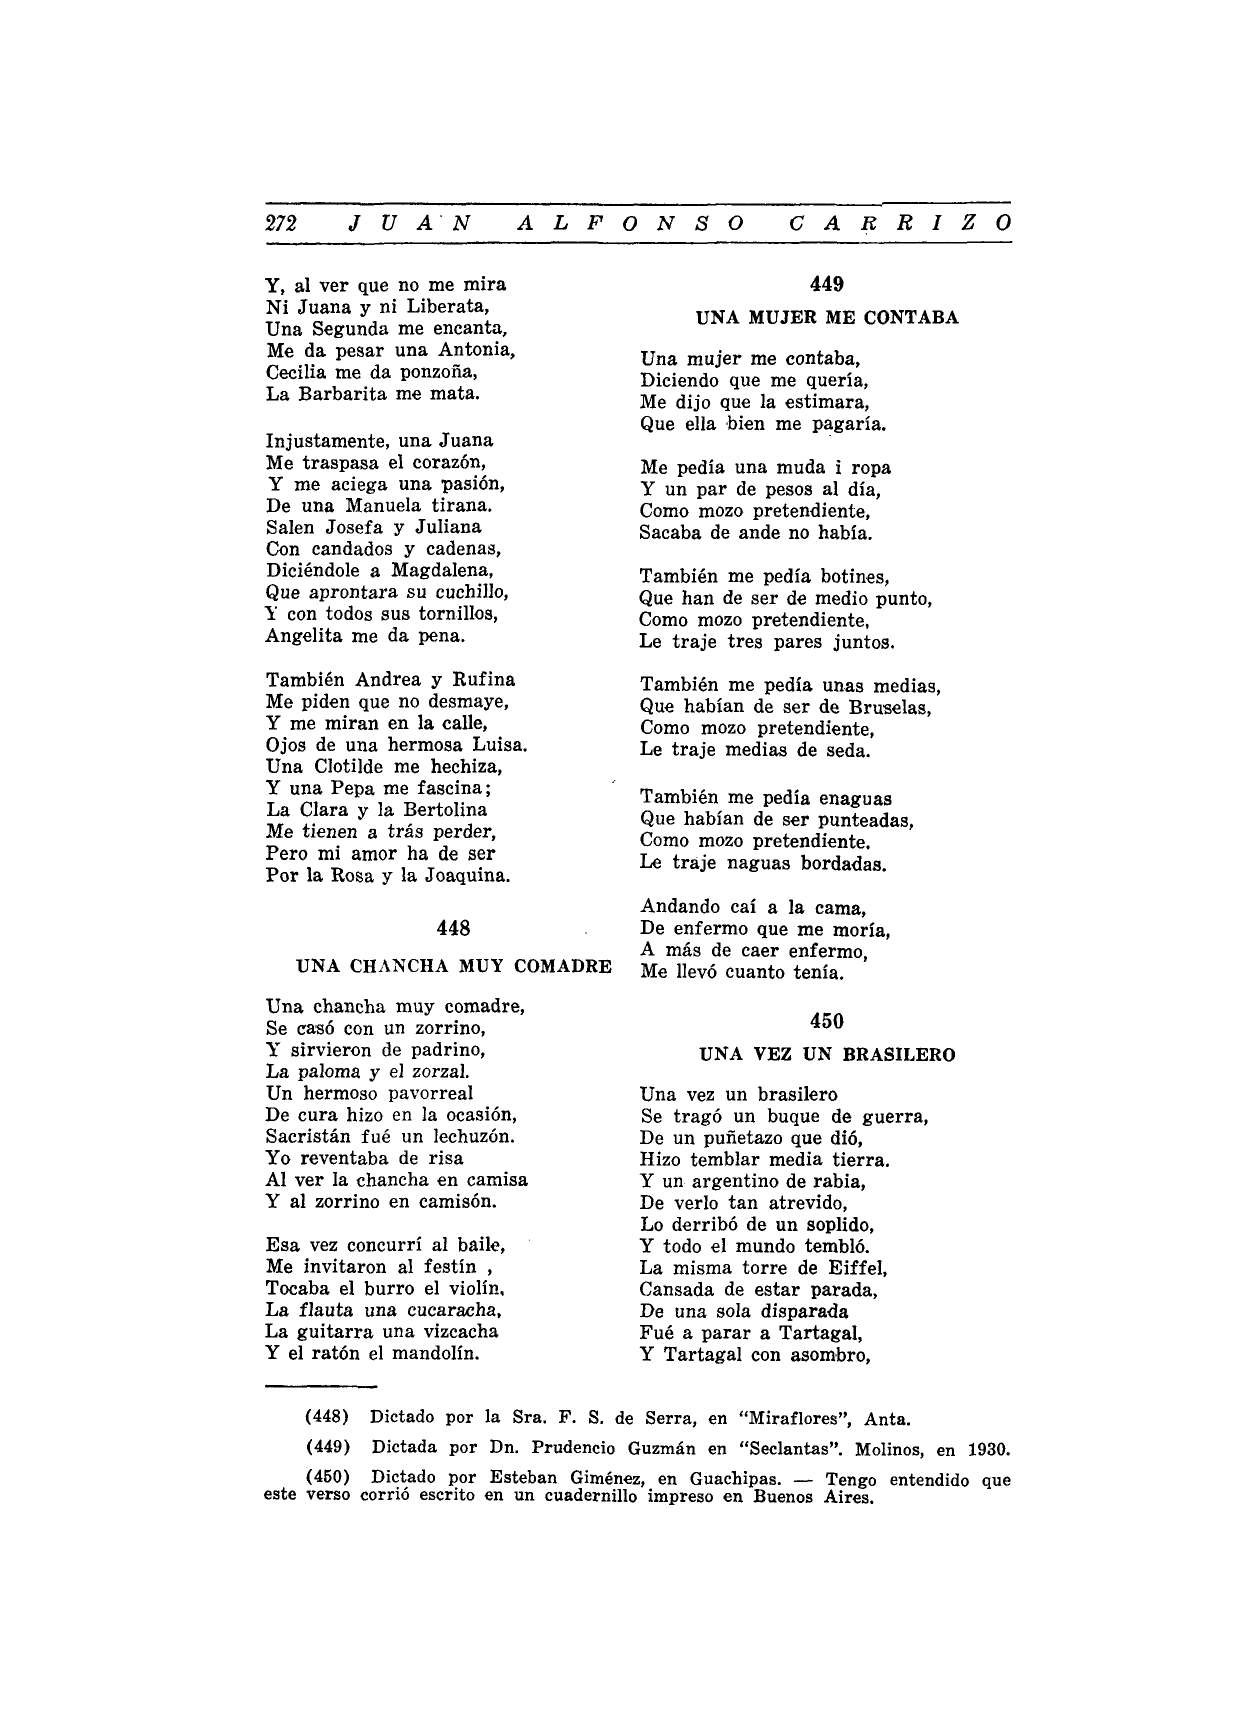 272 JUAN ALFONSO CARRIZO
Y, al ver que no me mira
Ni Juana y ni Liberata,
Una Segunda me encanta,
Me da pesar una Antonia,
Cecilia me da ponzoña,
La Barbarita me mata.
Injustamente, una Juana
Me traspasa el corazón,
Y me aciega una pasión,
De una Manuela tirana.
Salen Josefa y Juliana
Con candados y cadenas,
Diciéndole a Magdalena,
Que aprontara su cuchillo,
Y con todos sus tornillos,
Angelita me da pena.
También Andrea y Rufina
Me piden que no desmaye,
Y me miran en la calle,
Ojos de una hermosa Luisa.
Una Clotilde me hechiza,
Y una Pepa me fascina;
La Clara y la Bertolina
Me tienen a trás perder,
Pero mi amor ha de ser
Por la Rosa y la Joaquina.
448
UNA CHANCHA MUY COMADRE
Una chancha muy comadre,
Se casó con un zorrino,
Y sirvieron de padrino,
La paloma y el zorzal.
Un hermoso pavorreal
De cura hizo en la ocasión,
Sacristán fué un lechuzón.
Yo reventaba de risa
Al ver la chancha en camisa
Y al zorrino en camisón.
Esa vez concurrí al baile,
Me invitaron al festín ,
Tocaba el burro el violín,
La flauta una cucaracha,
La guitarra una vizcacha
Y el ratón el mandolín.
449
UNA MUJER ME CONTABA
Una mujer me contaba,
Diciendo que me quería,
Me dijo que la estimara,
Que ella bien me pagaría.
Me pedía una muda i ropa
Y un par de pesos al día,
Como mozo pretendiente,
Sacaba de ande no había.
También me pedía botines,
Que han de ser de medio punto,
Como mozo pretendiente,
Le traje tres pares juntos.
También me pedía unas medias,
Que habían de ser de Bruselas,
Como mozo pretendiente,
Le traje medias de seda.
También me pedía enaguas
Que habían de ser punteadas,
Como mozo pretendiente.
Le traje naguas bordadas.
Andando caí a la cama,
De enfermo que me moría,
A más de caer enfermo,
Me llevó cuanto tenía.
450
UNA VEZ UN BRASILERO
Una vez un brasilero
Se tragó un buque de guerra,
De un puñetazo que dió,
Hizo temblar media tierra.
Y un argentino de rabia,
De verlo tan atrevido,
Lo derribó de un soplido,
Y todo el mundo tembló.
La misma torre de Eiffel,
Cansada de estar parada,
De una sola disparada
Fué a parar a Tartagal,
Y Tartagal con asombro,
(448) Dictado por la Sra. F. S. de Serra, en “Miraflores”, Anta.
(449) Dictada por Dn. Prudencio Guzmán en “Seclantas”. Molinos, en 1930.
(450) Dictado por Esteban Giménez, en Guachipas. — Tengo entendido que
este verso corrió escrito en un cuadernillo impreso en Buenos Aires.